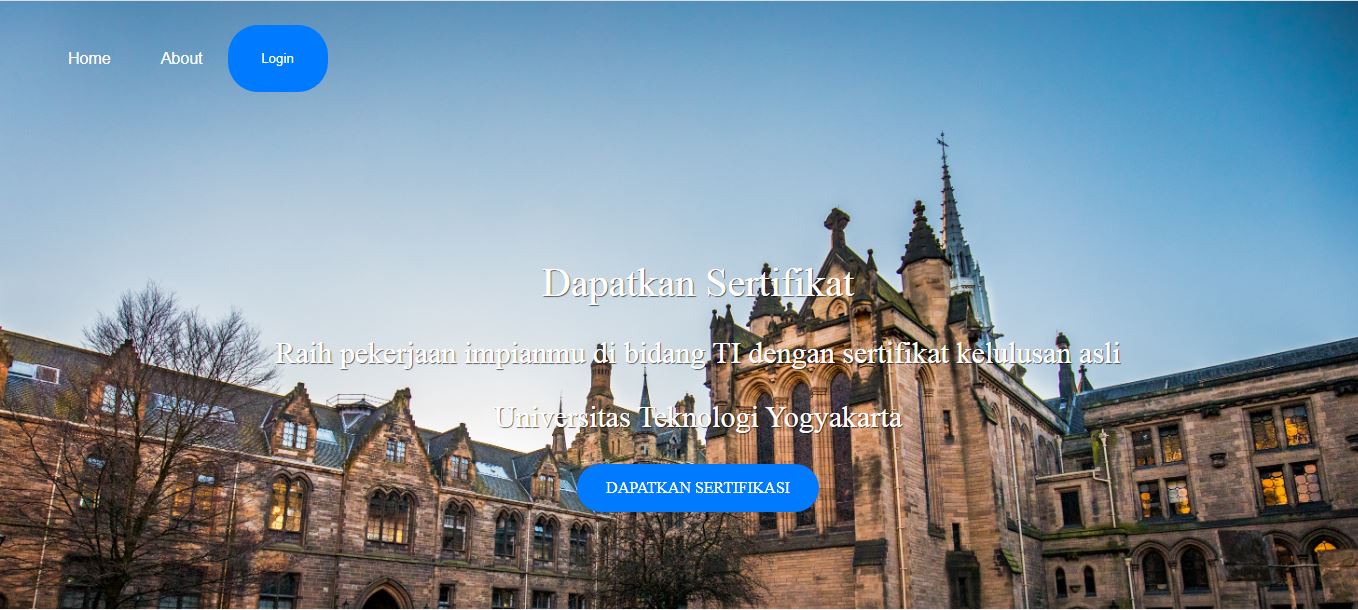 Home About Login
Dapatkan Sertifikat
Raih pekerjaan impianmu di bidang TI dengan sertifikat kelulusan asli
Universitas Teknologi Yogyakarta
DAPATKAN SERTIFIKASI